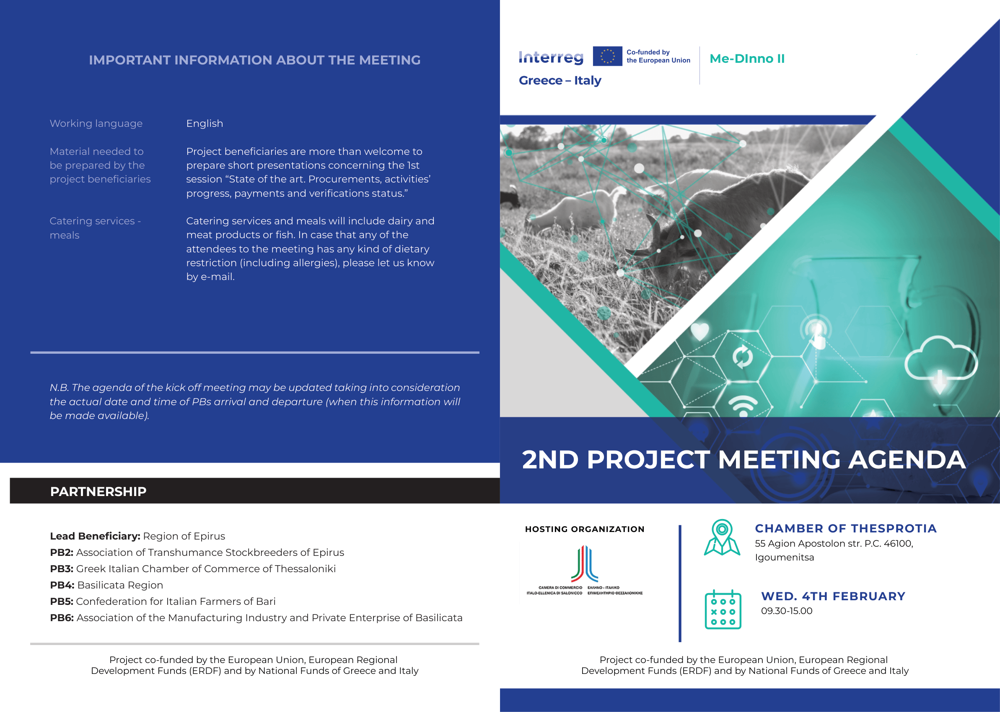 IMPORTANT INFORMATION ABOUT THE MEETING
Working language
English
Material needed to
be prepared by the
project beneficiaries
Project beneficiaries are more than welcome to
prepare short presentations concerning the 1st
session “State of the art. Procurements, activities’
progress, payments and verifications status.”
Catering services -
meals
Catering services and meals will include dairy and
meat products or fish. In case that any of the
attendees to the meeting has any kind of dietary
restriction (including allergies), please let us know
by e-mail.
N.B. The agenda of the kick off meeting may be updated taking into consideration
the actual date and time of PBs arrival and departure (when this information will
be made available).
PARTNERSHIP
Lead Beneficiary: Region of Epirus
PB2: Association of Transhumance Stockbreeders of Epirus
PB3: Greek Italian Chamber of Commerce of Thessaloniki
PB4: Basilicata Region
PB5: Confederation for Italian Farmers of Bari
PB6: Association of the Manufacturing Industry and Private Enterprise of Basilicata
Project co-funded by the European Union, European Regional
Development Funds (ERDF) and by National Funds of Greece and Italy
Interreg
Co-funded by
the European Union
Me-DInno II
Greece – Italy
2ND PROJECT MEETING AGENDA
HOSTING ORGANIZATION
CAMERA DI COMMERCIO
ITALO-ELLENICA DI SALONICCO
ΕΛΛΗΝΟ - ΙΤΑΛΙΚΟ
ΕΠΙΜΕΛΗΤΗΡΙΟ ΘΕΣΣΑΛΟΝΙΚΗΣ
CHAMBER OF THESPROTIA
55 Agion Apostolon str. P.C. 46100,
Igoumenitsa
WED. 4TH FEBRUARY
09.30-15.00
Project co-funded by the European Union, European Regional
Development Funds (ERDF) and by National Funds of Greece and Italy